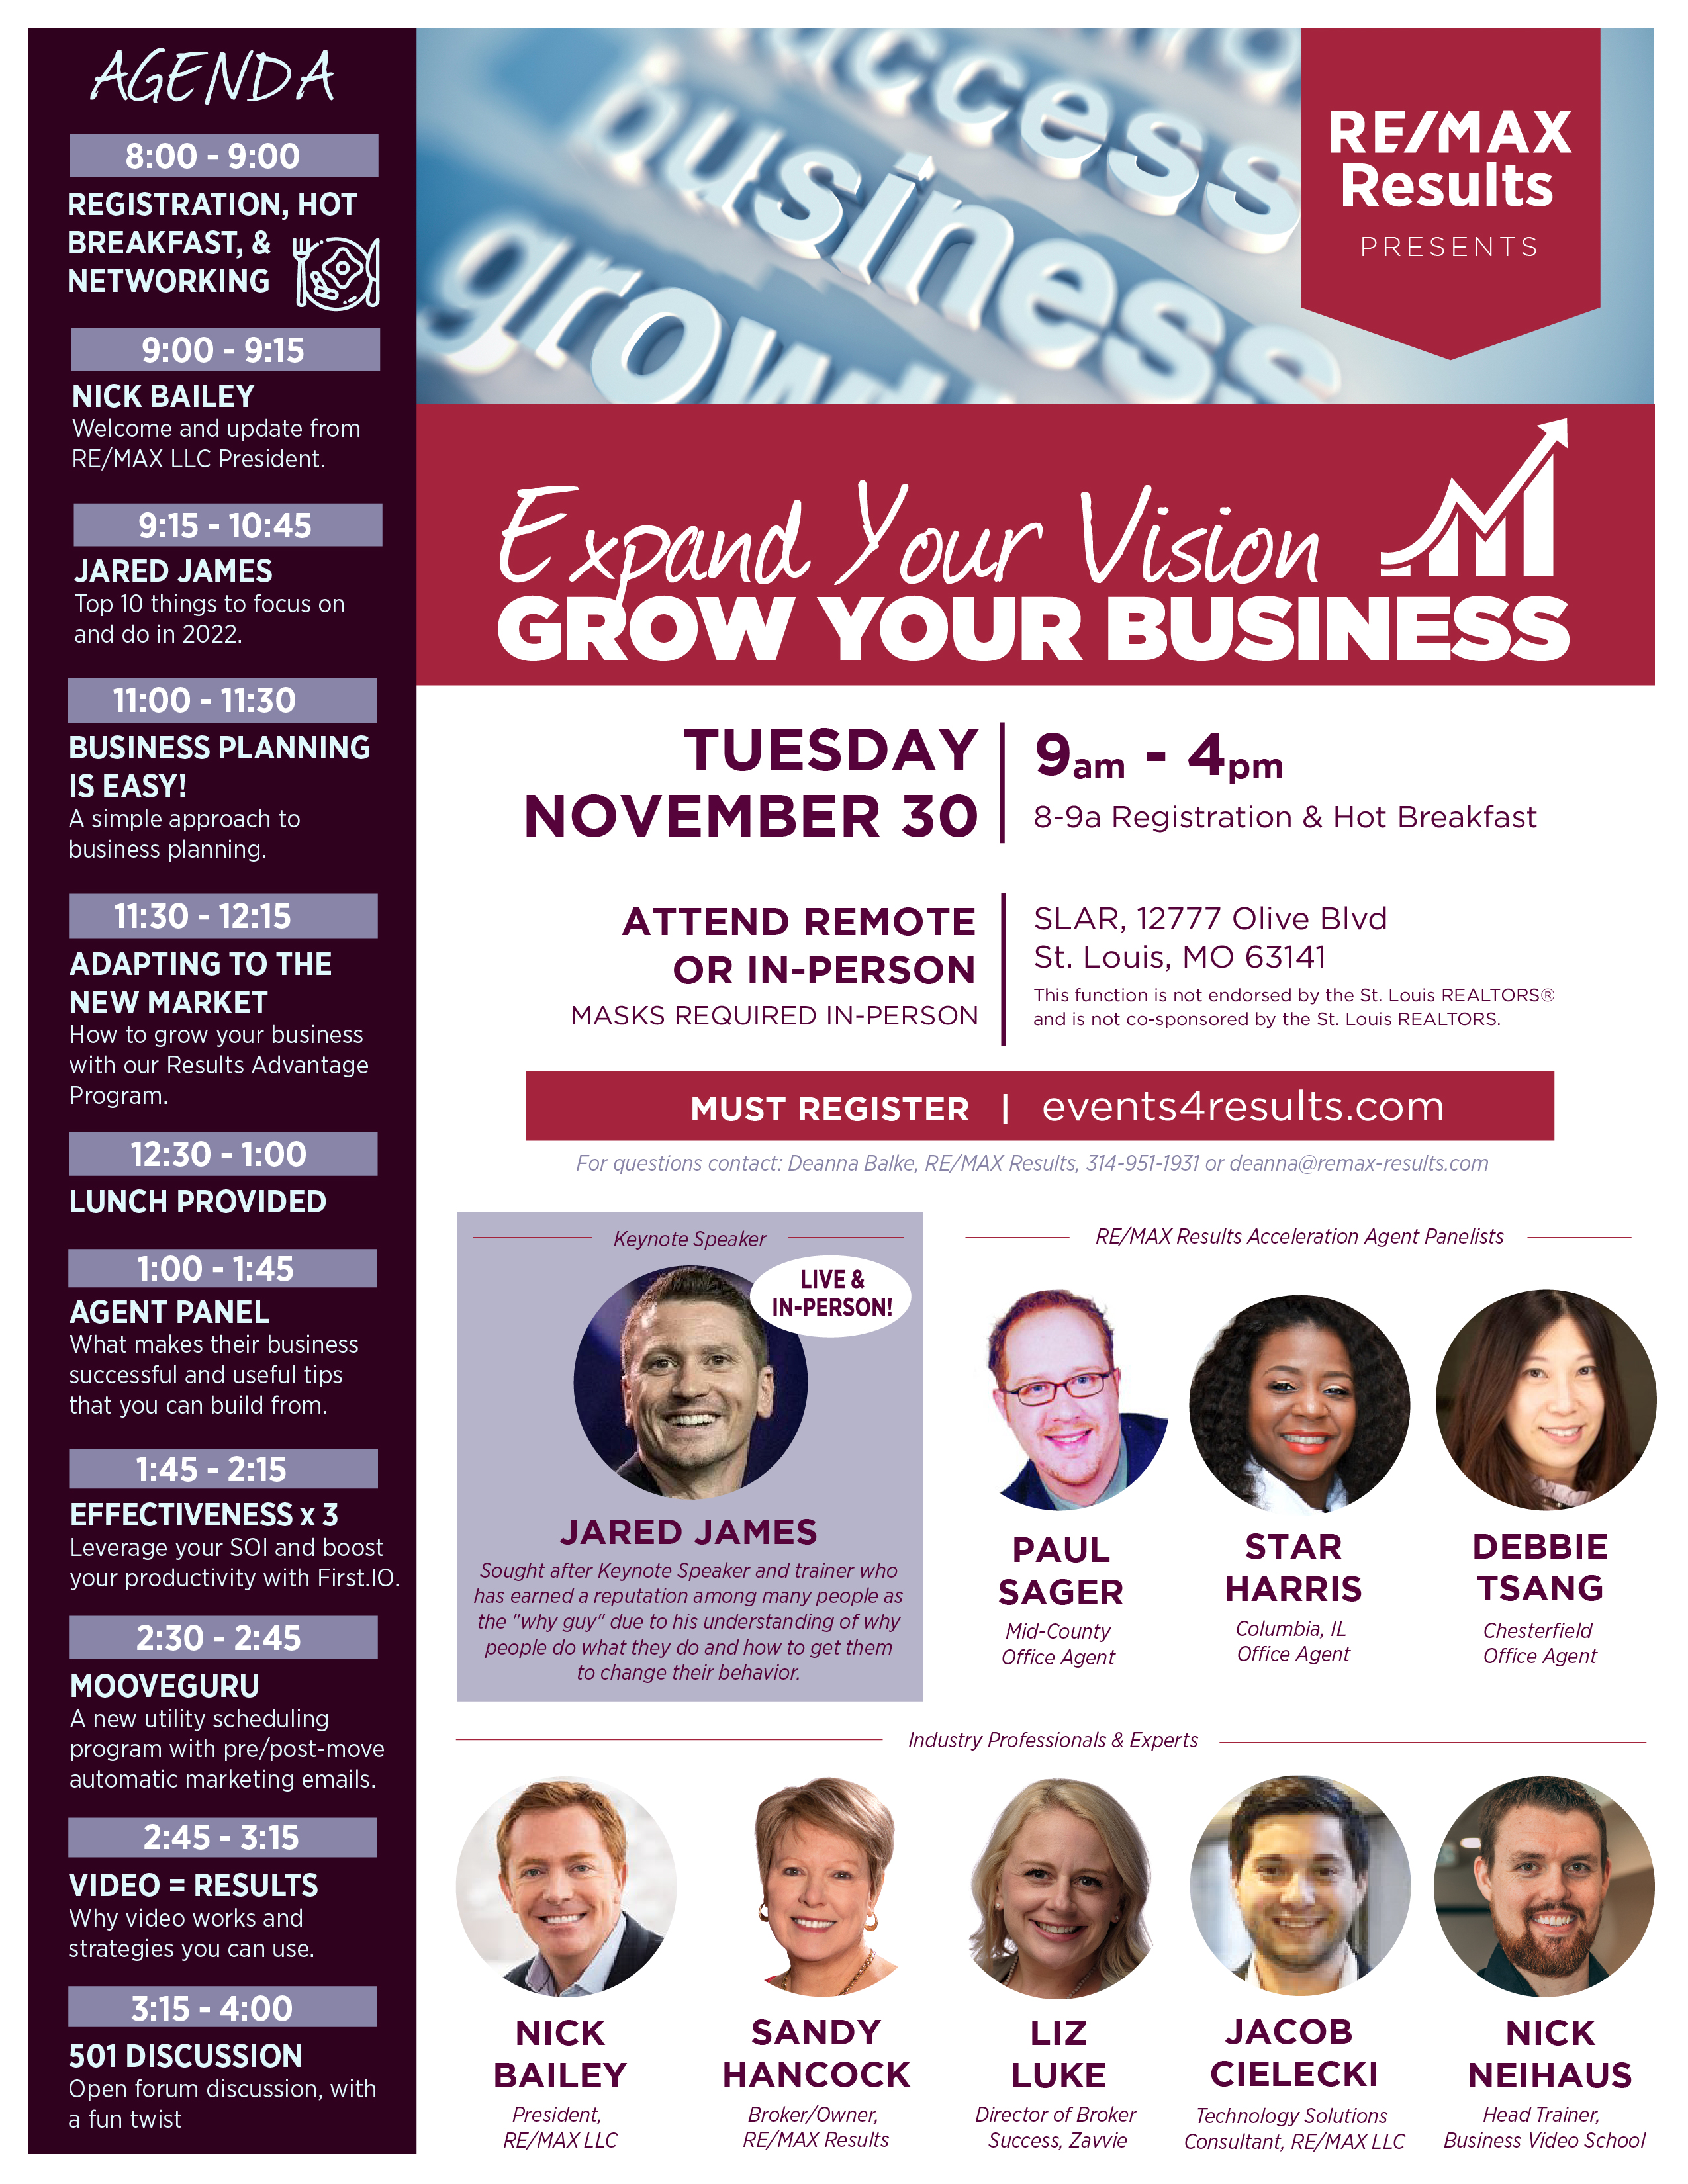 AGENDA
8:00 - 9:00
REGISTRATION, HOT
BREAKFAST, &
NETWORKING
9:00 - 9:15
NICK BAILEY
Welcome and update from
RE/MAX LLC President.
9:15 - 10:45
JARED JAMES
Top 10 things to focus on
and do in 2022.
11:00 - 11:30
BUSINESS PLANNING
IS EASY!
A simple approach to
business planning.
11:30 - 12:15
ADAPTING TO THE
NEW MARKET
How to grow your business
with our Results Advantage
Program.
12:30 - 1:00
LUNCH PROVIDED
1:00 - 1:45
AGENT PANEL
What makes their business
successful and useful tips
that you can build from.
1:45 - 2:15
EFFECTIVENESS x 3
Leverage your SOI and boost
your productivity with First.IO.
2:30 - 2:45
MOOVEGURU
A new utility scheduling
program with pre/post-move
automatic marketing emails.
2:45 - 3:15
VIDEO = RESULTS
Why video works and
strategies you can use.
3:15 - 4:00
501 DISCUSSION
Open forum discussion, with
a fun twist
success
business
growth
RE/MAX
Results
PRESENTS
Expand Your Vision
GROW YOUR BUSINESS
TUESDAY
NOVEMBER 30
9am - 4pm
8-9a Registration & Hot Breakfast
ATTEND REMOTE
OR IN-PERSON
MASKS REQUIRED IN-PERSON
SLAR, 12777 Olive Blvd
St. Louis, MO 63141
This function is not endorsed by the St. Louis REALTORS®
and is not co-sponsored by the St. Louis REALTORS.
MUST REGISTER | events4results.com
For questions contact: Deanna Balke, RE/MAX Results, 314-951-1931 or deanna@remax-results.com
Keynote Speaker
LIVE &
IN-PERSON!
JARED JAMES
Sought after Keynote Speaker and trainer who
has earned a reputation among many people as
the "why guy" due to his understanding of why
people do what they do and how to get them
to change their behavior.
RE/MAX Results Acceleration Agent Panelists
PAUL
SAGER
Mid-County
Office Agent
STAR
HARRIS
Columbia, IL
Office Agent
DEBBIE
TSANG
Chesterfield
Office Agent
Industry Professionals & Experts
NICK
BAILEY
President,
RE/MAX LLC
SANDY
HANCOCK
Broker/Owner,
RE/MAX Results
LIZ
LUKE
Director of Broker
Success, Zavvie
JACOB
CIELECKI
Technology Solutions
Consultant, RE/MAX LLC
NICK
NEIHAUS
Head Trainer,
Business Video School